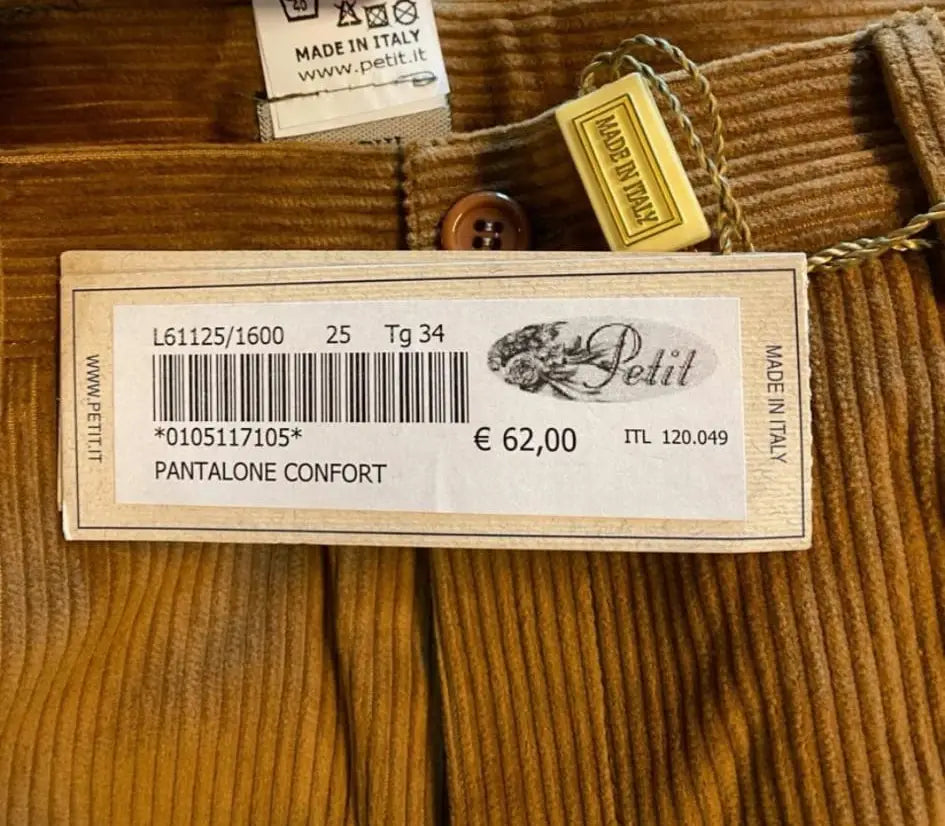 MADE IN ITALY
www.petit.it
MADE IN ITALY
L61125/1600 25 Tg 34
Petit
*0105117105*
€ 62,00 ITL 120.049
PANTALONE CONFORT
WWW.PETIT.IT
MADE IN ITALY